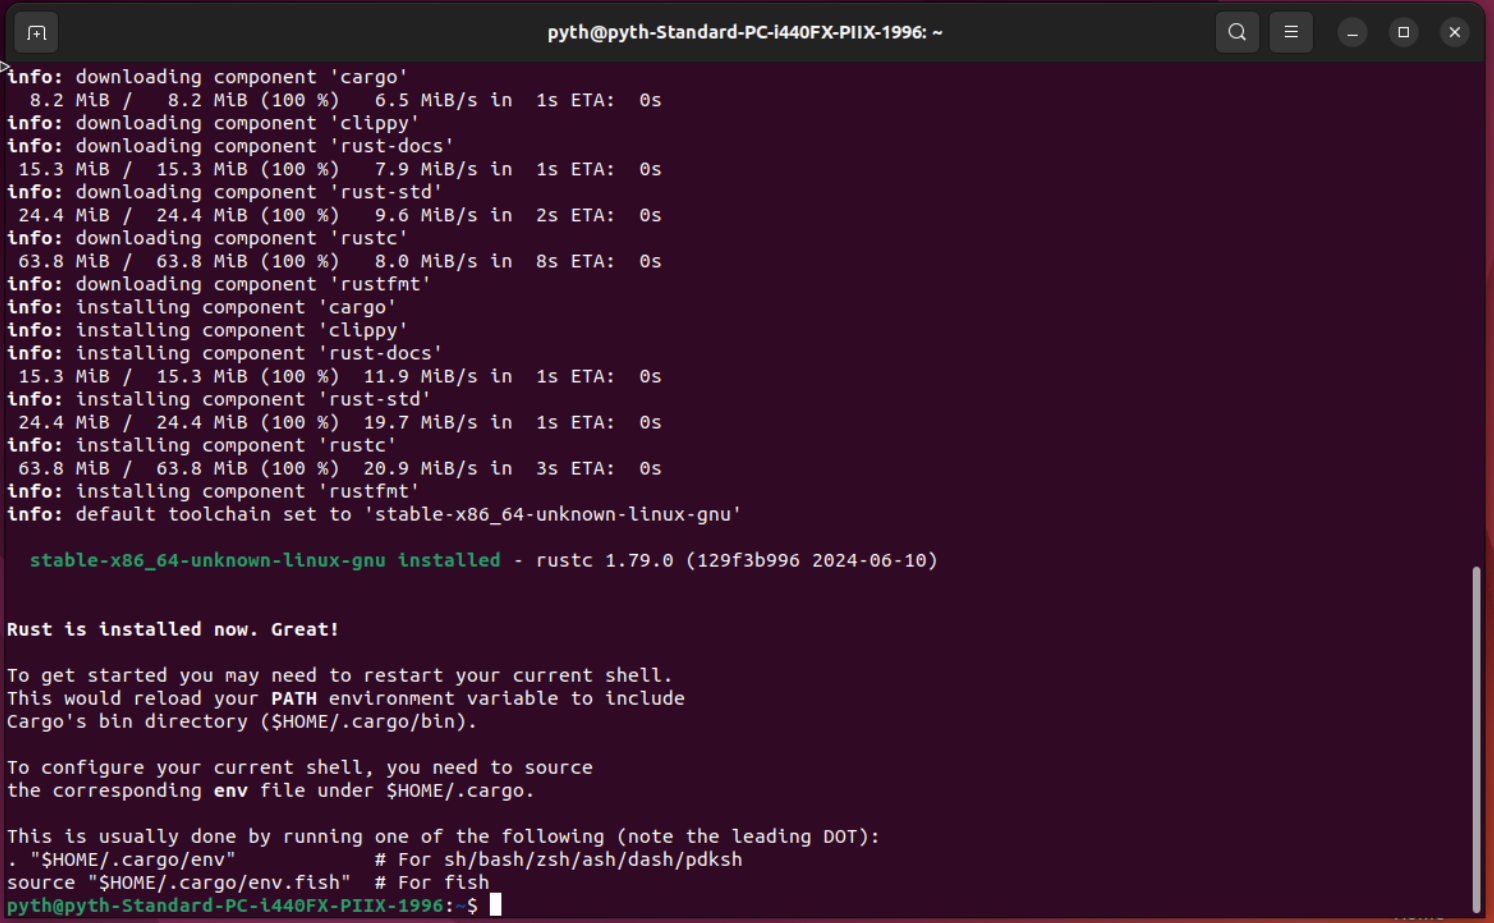 pyth@pyth-Standard-PC-i440FX-PIIX-1996: ~
info: downloading component 'cargo'
  8.2 MiB /   8.2 MiB (100 %)   6.5 MiB/s in  1s ETA:  0s
info: downloading component 'clippy'
info: downloading component 'rust-docs'
 15.3 MiB /  15.3 MiB (100 %)   7.9 MiB/s in  1s ETA:  0s
info: downloading component 'rust-std'
 24.4 MiB /  24.4 MiB (100 %)   9.6 MiB/s in  2s ETA:  0s
info: downloading component 'rustc'
 63.8 MiB /  63.8 MiB (100 %)   8.0 MiB/s in  8s ETA:  0s
info: downloading component 'rustfmt'
info: installing component 'cargo'
info: installing component 'clippy'
info: installing component 'rust-docs'
 15.3 MiB /  15.3 MiB (100 %)  11.9 MiB/s in  1s ETA:  0s
info: installing component 'rust-std'
 24.4 MiB /  24.4 MiB (100 %)  19.7 MiB/s in  1s ETA:  0s
info: installing component 'rustc'
 63.8 MiB /  63.8 MiB (100 %)  20.9 MiB/s in  3s ETA:  0s
info: installing component 'rustfmt'
info: default toolchain set to 'stable-x86_64-unknown-linux-gnu'
  stable-x86_64-unknown-linux-gnu installed - rustc 1.79.0 (129f3b996 2024-06-10)
Rust is installed now. Great!
To get started you may need to restart your current shell.
This would reload your PATH environment variable to include
Cargo's bin directory ($HOME/.cargo/bin).
To configure your current shell, you need to source
the corresponding env file under $HOME/.cargo.
This is usually done by running one of the following (note the leading DOT):
. "$HOME/.cargo/env"            # For sh/bash/zsh/ash/dash/pdksh
source "$HOME/.cargo/env.fish"  # For fish
pyth@pyth-Standard-PC-i440FX-PIIX-1996:~$